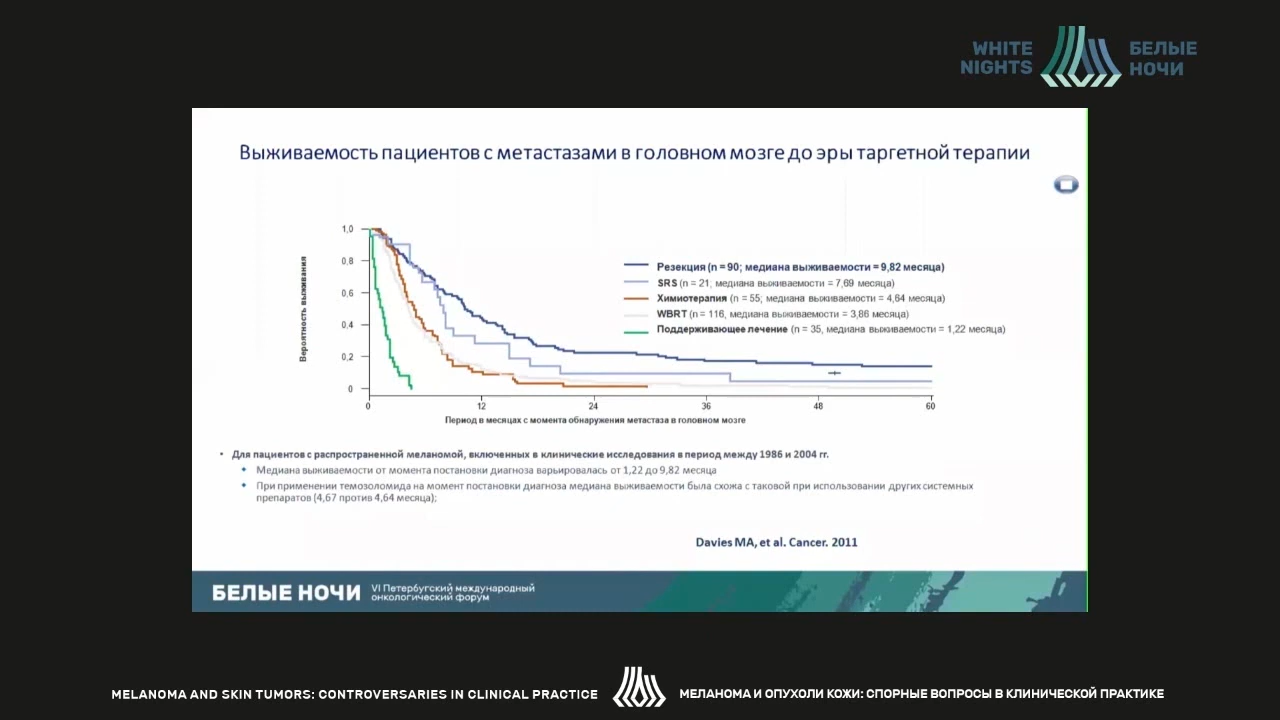 WHITE
NIGHTS
БЕЛЫЕ
НОЧИ
Выживаемость пациентов с метастазами в головном мозге до эры таргетной терапии
Вероятность выживания
1,0
0,8
0,6
0,4
0,2
0
0
12
24
36
48
60
Период в месяцах с момента обнаружения метастаза в головном мозге
Резекция (n = 90; медиана выживаемости = 9,82 месяца)
SRS (n = 21, медиана выживаемости = 7,69 месяца)
Химиотерапия (n = 55; медиана выживаемости = 4,64 месяца)
WBRT (n = 116, медиана выживаемости = 3,86 месяца)
Поддерживающее лечение (n = 35, медиана выживаемости = 1,22 месяца)
• Для пациентов с распространенной меланомой, включенных в клинические исследования в период между 1986 и 2004 гг.
Медиана выживаемости от момента постановки диагноза варьировалась от 1,22 до 9,82 месяца
При применении темозоломида на момент постановки диагноза медиана выживаемости была схожа с таковой при использовании других системных
препаратов (4,67 против 4,64 месяца);
Davies MA, et al. Cancer. 2011
БЕЛЫЕ НОЧИ
VI Петербугский международный
онкологический форум
MELANOMA AND SKIN TUMORS: CONTROVERSARIES IN CLINICAL PRACTICE
МЕЛАНОМА И ОПУХОЛИ КОЖИ: СПОРНЫЕ ВОПРОСЫ В КЛИНИЧЕСКОЙ ПРАКТИКЕ